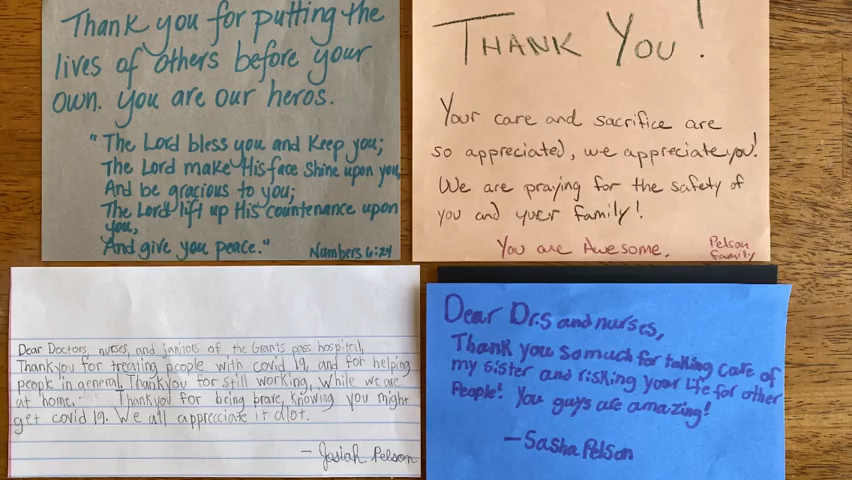 Thank you for putting the
lives of others before your
own. you are our heros.
"The Lord bless you and keep you;
The Lord make His face shine upon you,
And be gracious to you;
The Lord lift up His countenance upon
you,
And give you peace."
Numbers 6:24
THANK YOU!
Your care and sacrifice are
so appreciated, we appreciate you!
We are praying for the safety of
you and your family!
You are Awesome.
Pelson
Family
Dear Doctors, nurses, and janitors of the Grants pass hospital,
Thankyou for treating people with covid 19, and for helping
people in general. Thankyou for still working, while we are
at home. Thankyou for being brave, knowing you might
get covid 19. We all appreciate it alot.
- Josiah Pelson
Dear Dr.s and nurses,
Thank you so much for taking care of
my sister and risking your life for other
People! You guys are amazing!
- Sasha Pelson